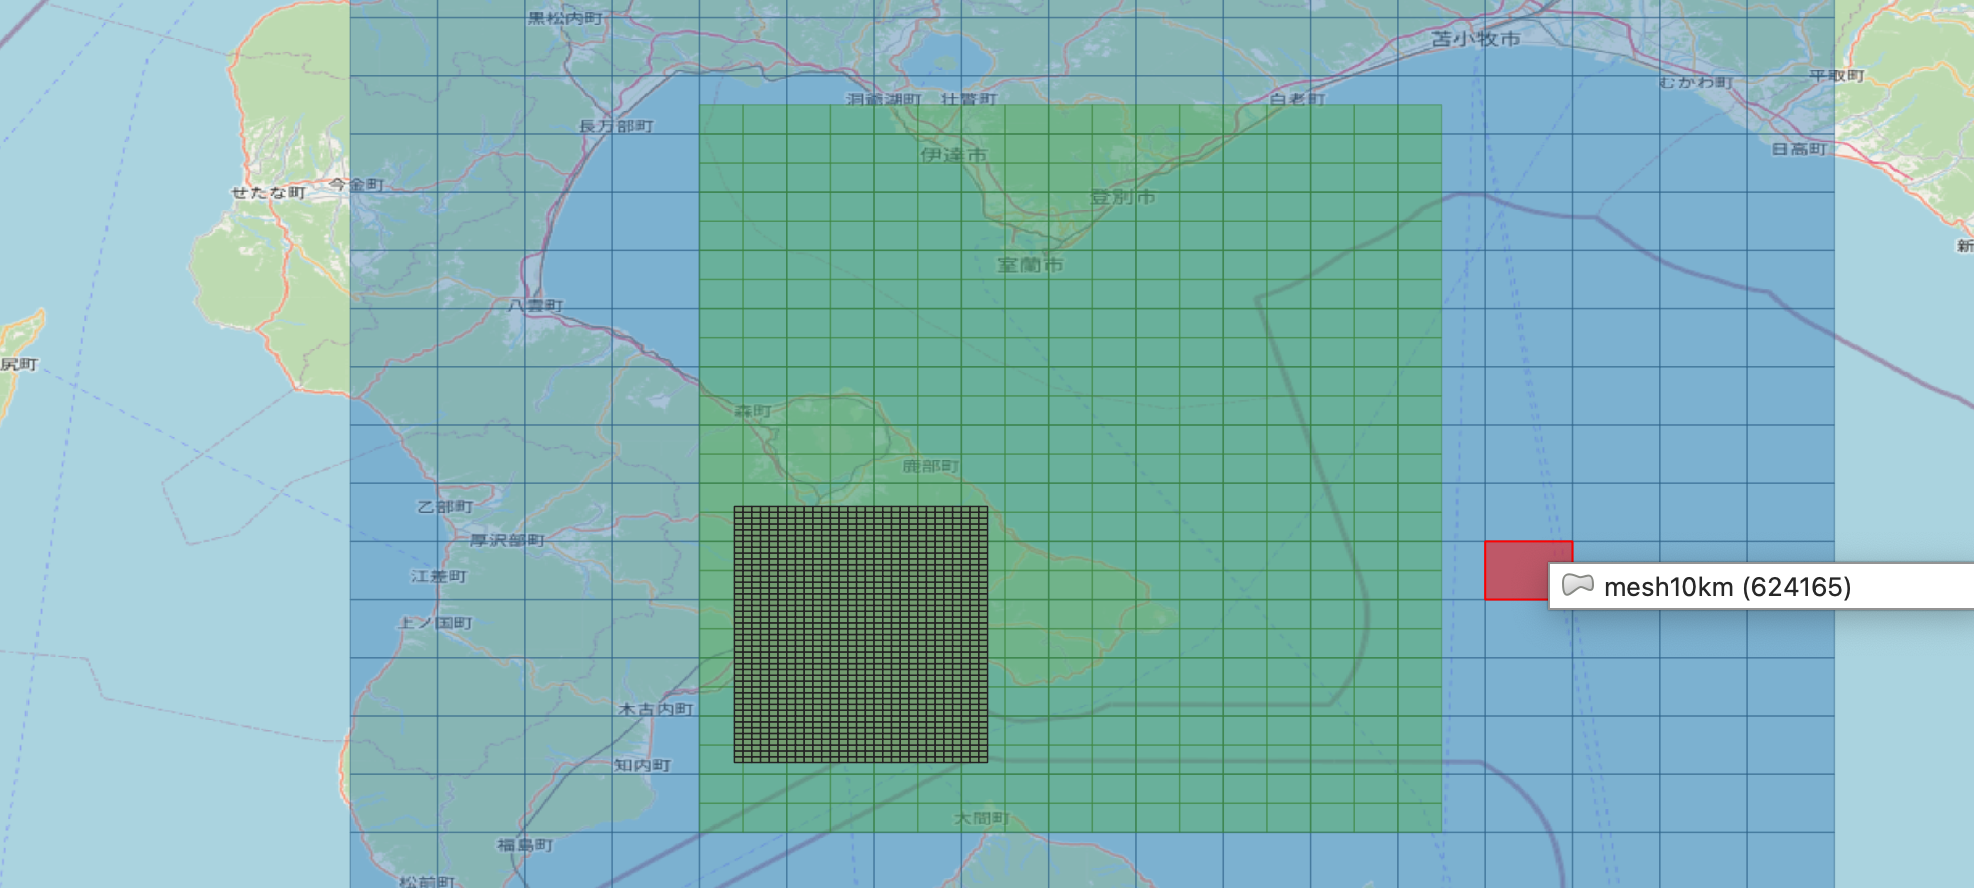 黒松内町
苫小牧市
平取町
むかわ町
洞爺湖町
壮瞥町
白老町
長万部町
日高町
伊達市
今金町
せたな町
登別市
新
室蘭市
八雲町
尻町
森町
鹿部町
乙部町
厚沢部町
江差町
mesh10km (624165)
上ノ国町
木古内町
知内町
大間町
福島町
松前町